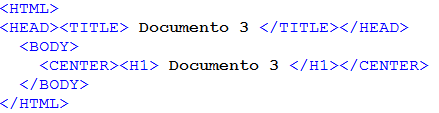 <HTML>
<HEAD><TITLE> Documento 3 </TITLE></HEAD>
<BODY>
<CENTER><H1> Documento 3 </H1></CENTER>
</BODY>
</HTML>